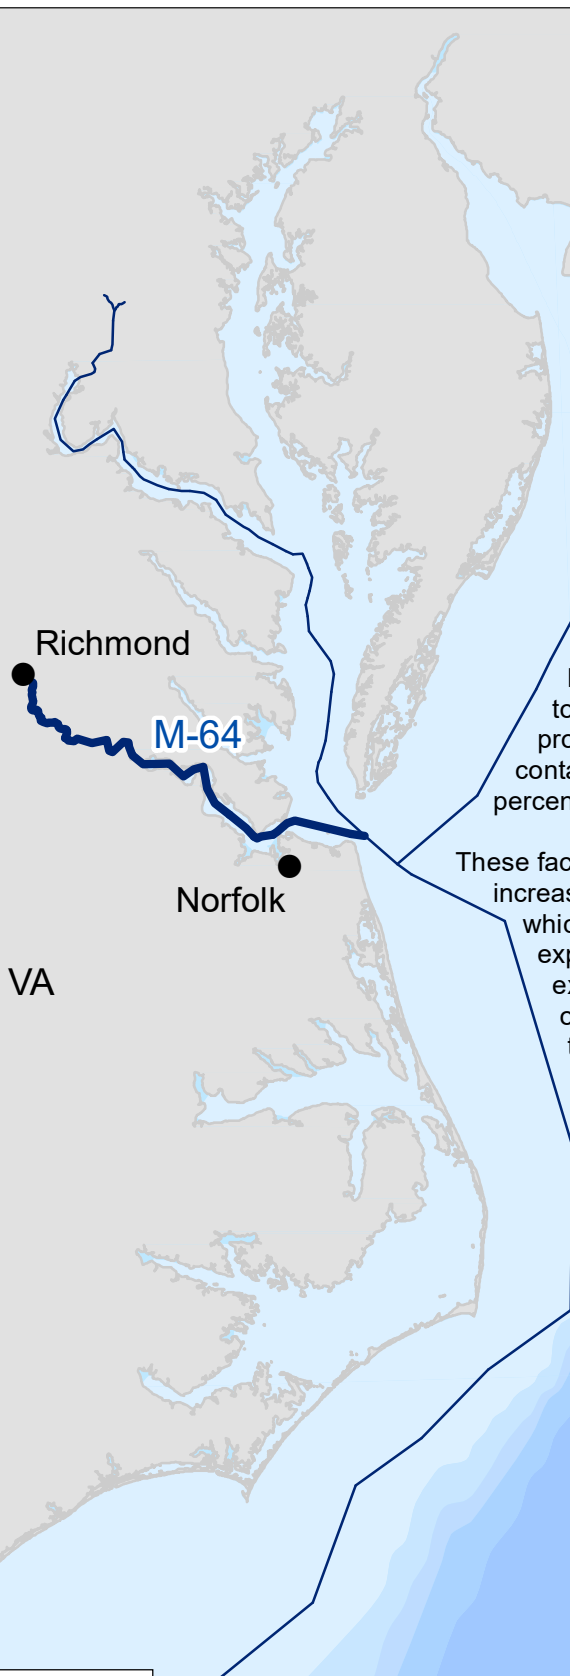 Richmond
M-64
to
pro
conta
percen
Norfolk
These fac
increas
whic
exp
ex
VA